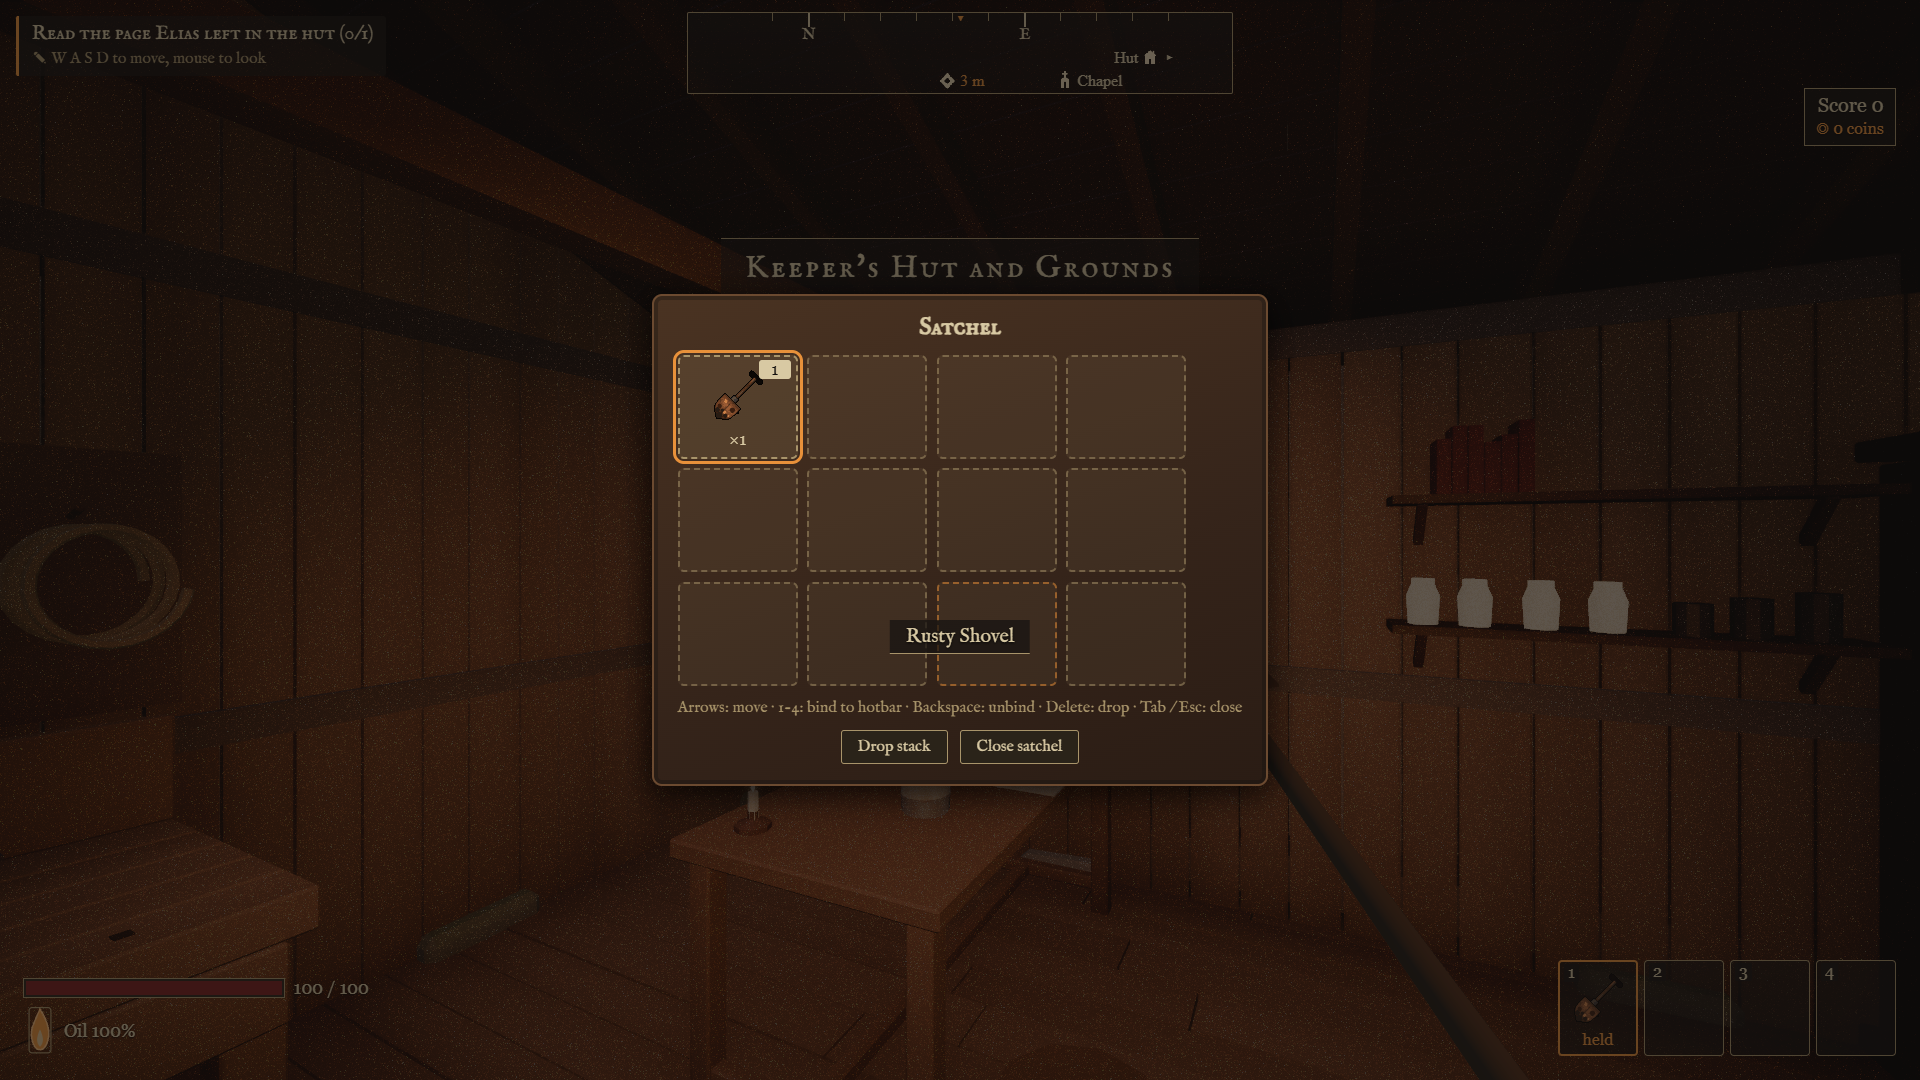 Read the page Elias left in the hut (0/1)
W A S D to move, mouse to look
N
E
Hut
3 m
Chapel
Score 0
0 coins
Keeper's Hut and Grounds
Satchel
1
×1
Rusty Shovel
Arrows: move · 1-4: bind to hotbar · Backspace: unbind · Delete: drop · Tab / Esc: close
Drop stack
Close satchel
100 / 100
Oil 100%
1
2
3
4
held